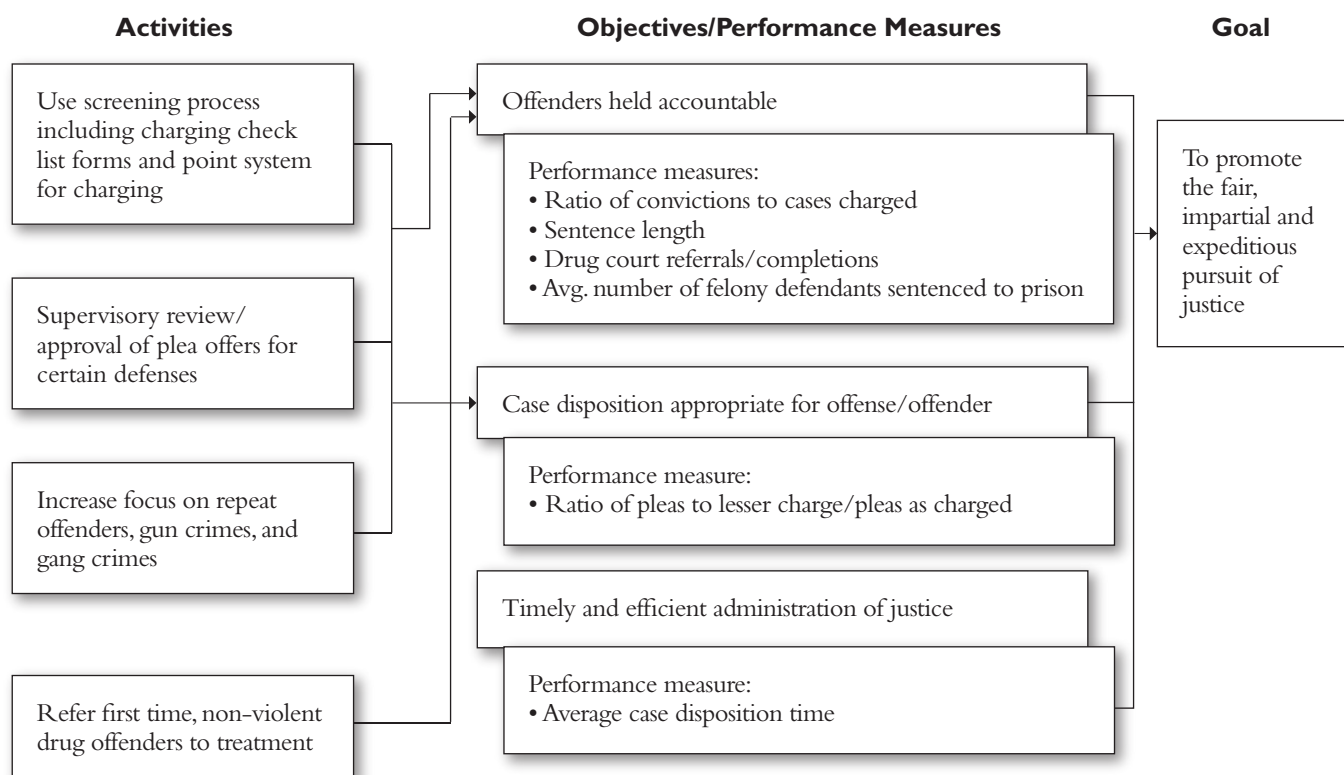 Activities
Objectives/Performance Measures
Goal
Use screening process
including charging check
list forms and point system
for charging
Supervisory review/
approval of plea offers for
certain defenses
Increase focus on repeat
offenders, gun crimes, and
gang crimes
Refer first time, non-violent
drug offenders to treatment
Offenders held accountable
Performance measures:
• Ratio of convictions to cases charged
• Sentence length
• Drug court referrals/completions
• Avg. number of felony defendants sentenced to prison
Case disposition appropriate for offense/offender
Performance measure:
• Ratio of pleas to lesser charge/pleas as charged
Timely and efficient administration of justice
Performance measure:
• Average case disposition time
To promote
the fair,
impartial and
expeditious
pursuit of
justice